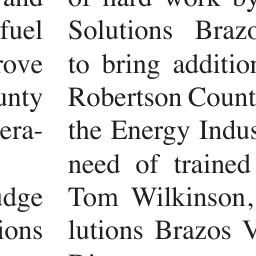 fuel
rove
unty
era-
udge
ions
of hard work by
Solutions Brazo
to bring addition
Robertson Count
the Energy Indus
need of trained
Tom Wilkinson,
lutions Brazos V